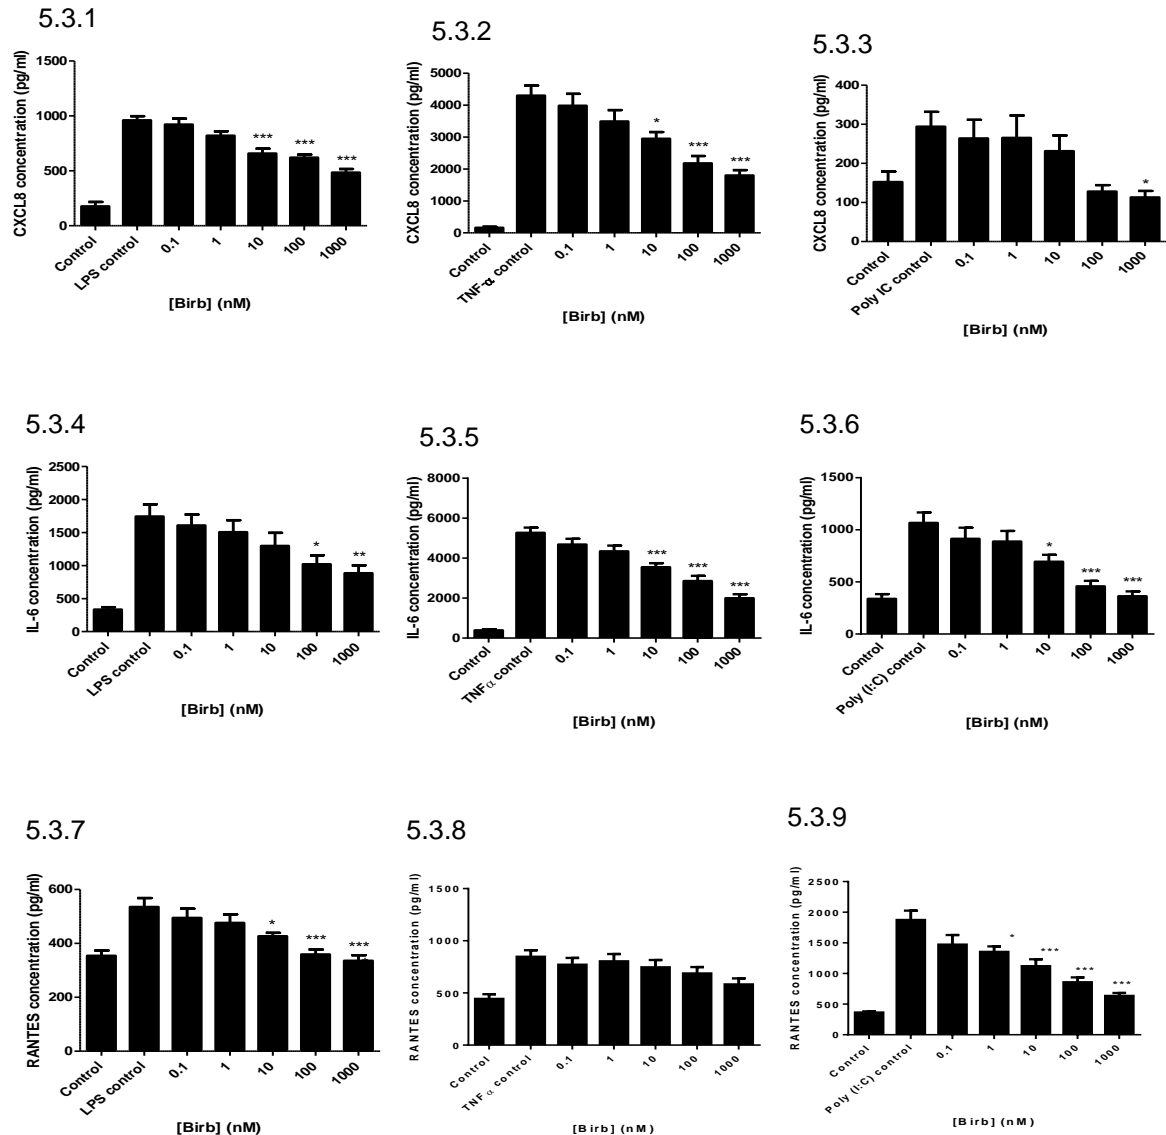 5.3.1
CXCL8 concentration (pg/ml)
1500
1000
500
0
*** *** ***
Control LPS control 0.1 1 10 100 1000
[Birb] (nM)
5.3.2
CXCL8 concentration (pg/ml)
5000
4000
3000
2000
1000
0
* *** ***
Control TNF-α control 0.1 1 10 100 1000
[Birb] (nM)
5.3.3
CXCL8 concentration (pg/ml)
400
300
200
100
0
*
Control Poly IC control 0.1 1 10 100 1000
[Birb] (nM)
5.3.4
IL-6 concentration (pg/ml)
2500
2000
1500
1000
500
0
* **
Control LPS control 0.1 1 10 100 1000
[Birb] (nM)
5.3.5
IL-6 concentration (pg/ml)
8000
6000
4000
2000
0
*** *** ***
Control TNFα control 0.1 1 10 100 1000
[Birb] (nM)
5.3.6
IL-6 concentration (pg/ml)
1500
1000
500
0
* *** ***
Control Poly (I:C) control 0.1 1 10 100 1000
[Birb] (nM)
5.3.7
RANTES concentration (pg/ml)
600
400
200
0
* *** ***
Control LPS control 0.1 1 10 100 1000
[Birb] (nM)
5.3.8
RANTES concentration (pg/ml)
1500
1000
500
0
Control TNFα control 0.1 1 10 100 1000
[Birb] (nM)
5.3.9
RANTES concentration (pg/ml)
2500
2000
1500
1000
500
0
* *** *** ***
Control Poly (I:C) control 0.1 1 10 100 1000
[Birb] (nM)